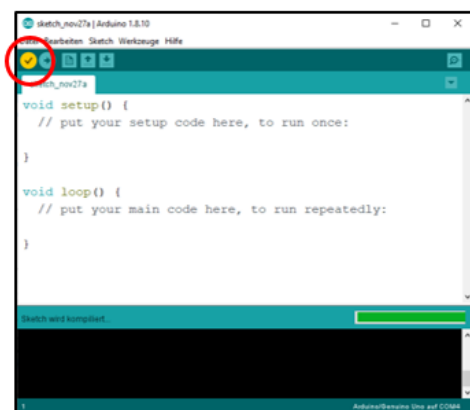 sketch_nov27a | Arduino 1.8.10
Datei Bearbeiten Sketch Werkzeuge Hilfe
sketch_nov27a
void setup() {
// put your setup code here, to run once:
}
void loop() {
// put your main code here, to run repeatedly:
}
Sketch wird kompiliert...
1
Arduino/Genuino Uno auf COM4